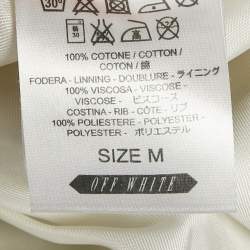 30°
100% COTONE / COTTON /
COTON / 綿
FODERA - LINNING - DOUBLURE - ライニング
100% VISCOSA - VISCOSE -
VISCOSE - ビスコース
COSTINA - RIB - CÔTE - リブ
100% POLIESTERE - POLYESTER -
POLYESTER - ポリエステル
SIZE M
OFF-WHITE